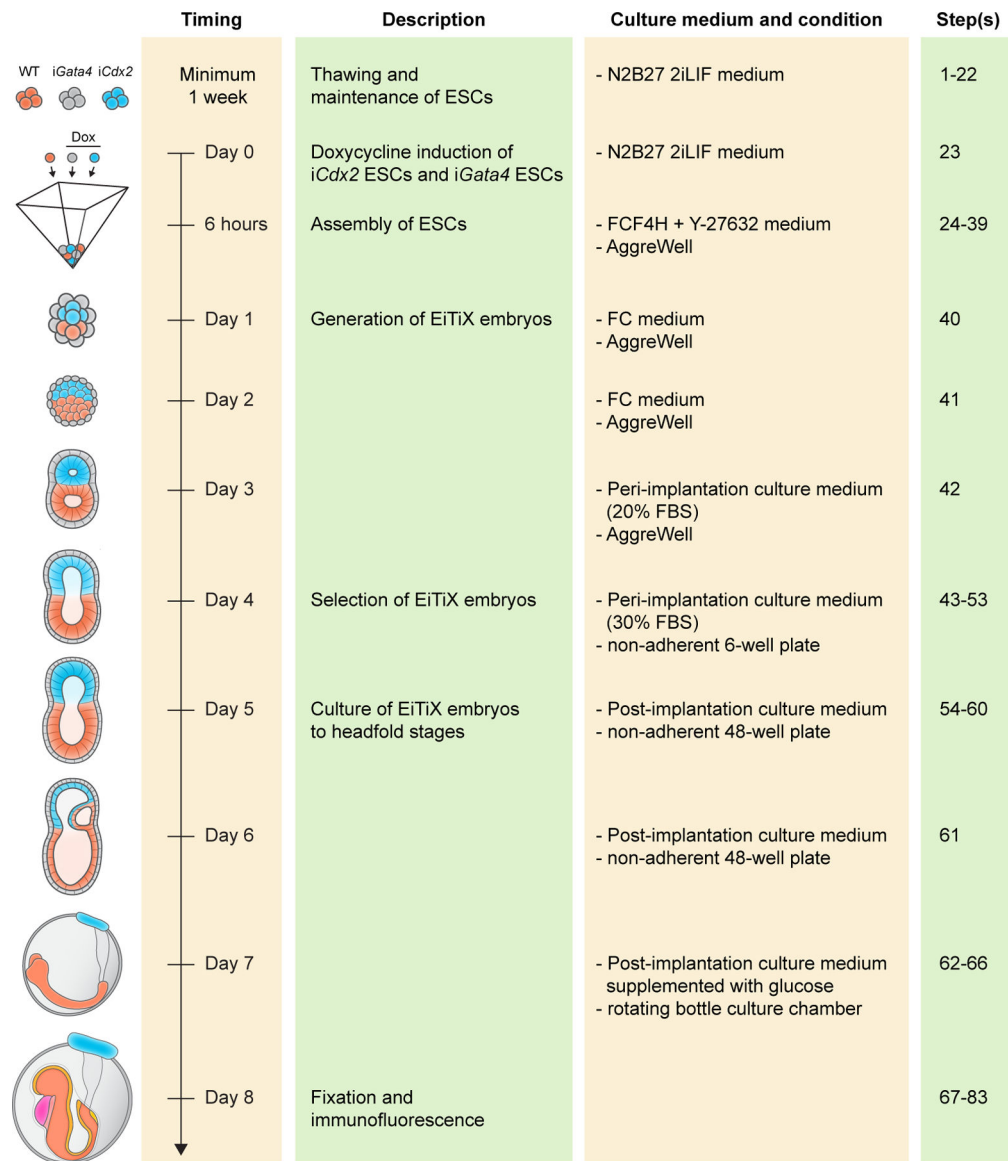 Timing Description Culture medium and condition Step(s)
WT iGata4 iCdx2
Minimum
1 week
Thawing and
maintenance of ESCs
- N2B27 2iLIF medium
1-22
Dox
Day 0
Doxycycline induction of
iCdx2 ESCs and iGata4 ESCs
- N2B27 2iLIF medium
23
6 hours
Assembly of ESCs
- FCF4H + Y-27632 medium
- AggreWell
24-39
Day 1
Generation of EiTiX embryos
- FC medium
- AggreWell
40
Day 2
- FC medium
- AggreWell
41
Day 3
- Peri-implantation culture medium
(20% FBS)
- AggreWell
42
Day 4
Selection of EiTiX embryos
- Peri-implantation culture medium
(30% FBS)
- non-adherent 6-well plate
43-53
Day 5
Culture of EiTiX embryos
to headfold stages
- Post-implantation culture medium
- non-adherent 48-well plate
54-60
Day 6
- Post-implantation culture medium
- non-adherent 48-well plate
61
Day 7
- Post-implantation culture medium
supplemented with glucose
- rotating bottle culture chamber
62-66
Day 8
Fixation and
immunofluorescence
67-83